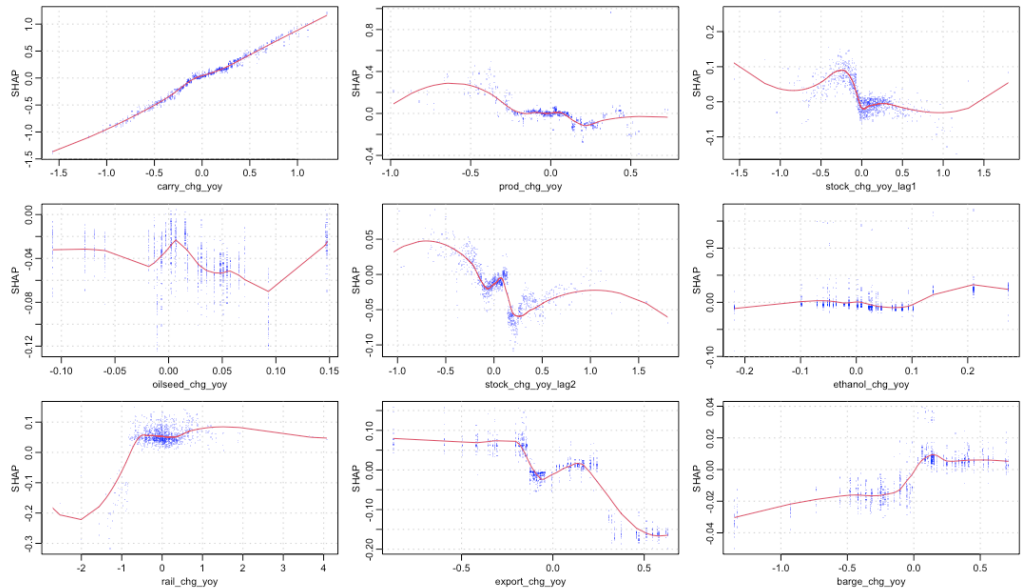 SHAP
-1.5 -1.0 -0.5 0.0 0.5 1.0
-1.5 -1.0 -0.5 0.0 0.5 1.0
carry_chg_yoy
SHAP
-0.4 0.0 0.4 0.8
-1.0 -0.5 0.0 0.5
prod_chg_yoy
SHAP
-0.1 0.0 0.1 0.2
-1.5 -1.0 -0.5 0.0 0.5 1.0 1.5
stock_chg_yoy_lag1
SHAP
-0.12 -0.08 -0.04 0.00
-0.10 -0.05 0.00 0.05 0.10 0.15
oilseed_chg_yoy
SHAP
-0.10 -0.05 0.00 0.05
-1.0 -0.5 0.0 0.5 1.0 1.5
stock_chg_yoy_lag2
SHAP
-0.10 0.00 0.10
-0.2 -0.1 0.0 0.1 0.2
ethanol_chg_yoy
SHAP
-0.3 -0.2 -0.1 0.0 0.1
-2 -1 0 1 2 3 4
rail_chg_yoy
SHAP
-0.20 -0.10 0.00 0.10
-0.5 0.0 0.5
export_chg_yoy
SHAP
-0.04 -0.02 0.00 0.02 0.04
-1.0 -0.5 0.0 0.5
barge_chg_yoy